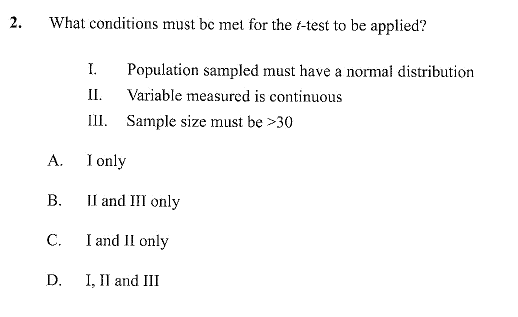 2. What conditions must be met for the t-test to be applied?
I. Population sampled must have a normal distribution
II. Variable measured is continuous
III. Sample size must be >30
A. I only
B. II and III only
C. I and II only
D. I, II and III